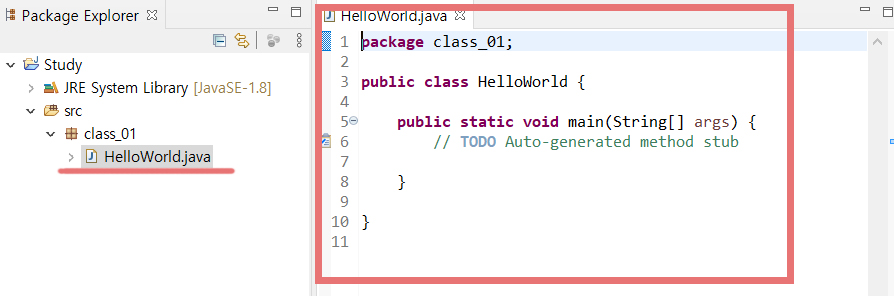 Package Explorer
Study
JRE System Library [JavaSE-1.8]
src
class_01
HelloWorld.java
HelloWorld.java
1 package class_01;
2
3 public class HelloWorld {
4
5 public static void main(String[] args) {
6 // TODO Auto-generated method stub
7
8 }
9
10 }
11